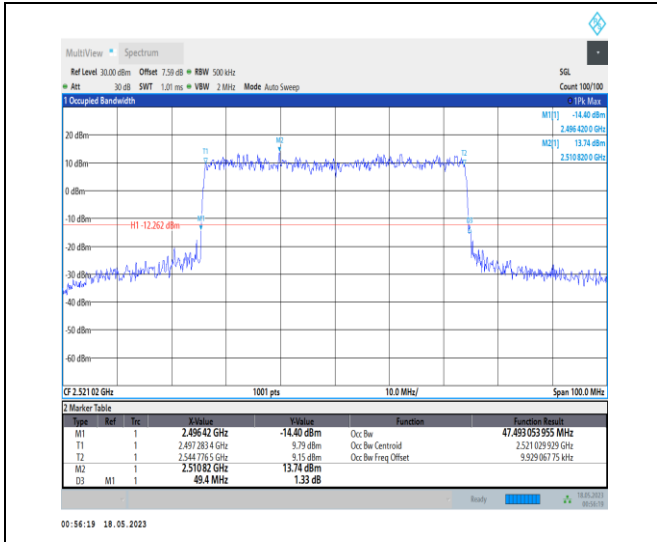 MultiView Spectrum
Ref Level 30.00 dBm Offset 7.59 dB RBW 500 kHz SGL
Att 30 dB SWT 1.01 ms VBW 2 MHz Mode Auto Sweep Count 100/100
1 Occupied Bandwidth 1Pk Max
M1[1] -14.40 dBm
2.496 420 0 GHz
M2[1] 13.74 dBm
2.510 820 0 GHz
20 dBm
M2
T1
T2
10 dBm
0 dBm
-10 dBm
M1
H1 -12.262 dBm
-20 dBm
-30 dBm
-40 dBm
-50 dBm
-60 dBm
CF 2.521 02 GHz 1001 pts 10.0 MHz/ Span 100.0 MHz
2 Marker Table
Type Ref Trc X-Value Y-Value Function Function Result
M1 1 2.496 42 GHz -14.40 dBm Occ Bw 47.493 053 955 MHz
T1 1 2.497 283 4 GHz 9.79 dBm Occ Bw Centroid 2.521 029 929 GHz
T2 1 2.544 776 5 GHz 9.15 dBm Occ Bw Freq Offset 9.929 067 75 kHz
M2 1 2.510 82 GHz 13.74 dBm
D3 M1 1 49.4 MHz 1.33 dB
Ready 18.05.2023
00:56:19
00:56:19 18.05.2023